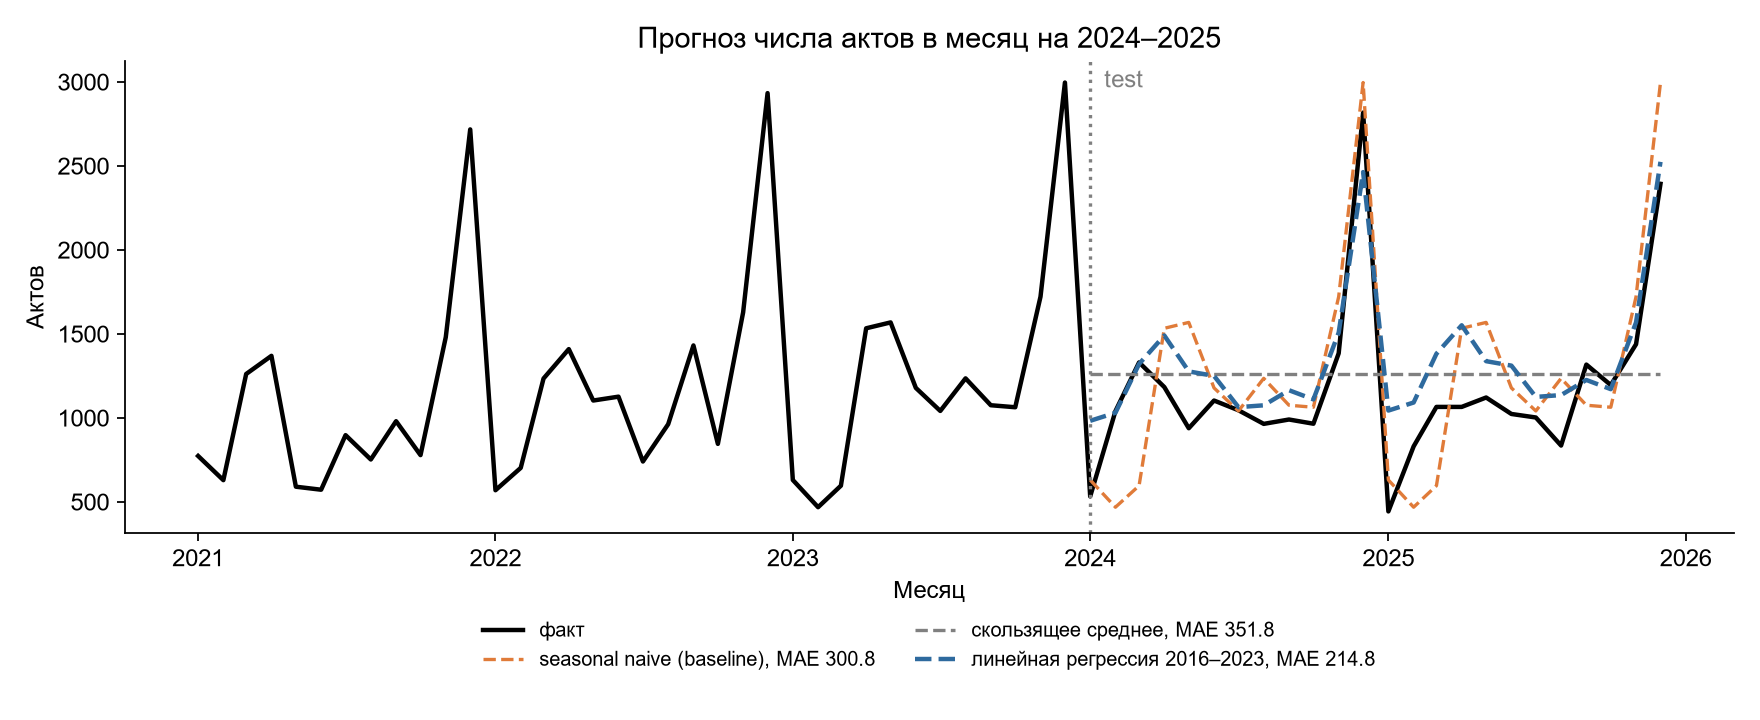 Прогноз числа актов в месяц на 2024–2025
test
3000
2500
2000
1500
1000
500
Актов
2021 2022 2023 2024 2025 2026
Месяц
факт
seasonal naive (baseline), MAE 300.8
скользящее среднее, MAE 351.8
линейная регрессия 2016–2023, MAE 214.8